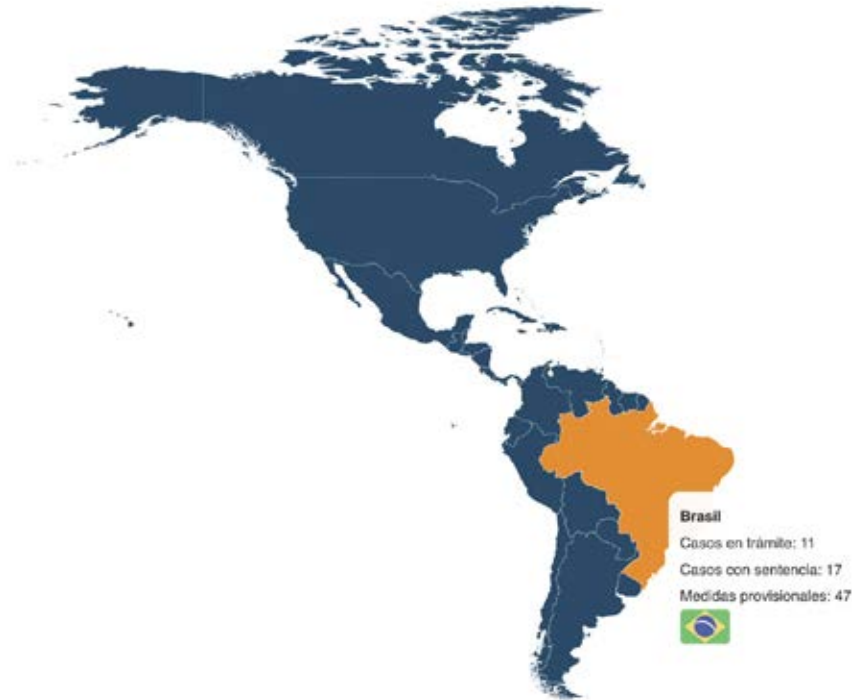 Brasil
Casos en trámite: 11
Casos con sentencia: 17
Medidas provisionales: 47